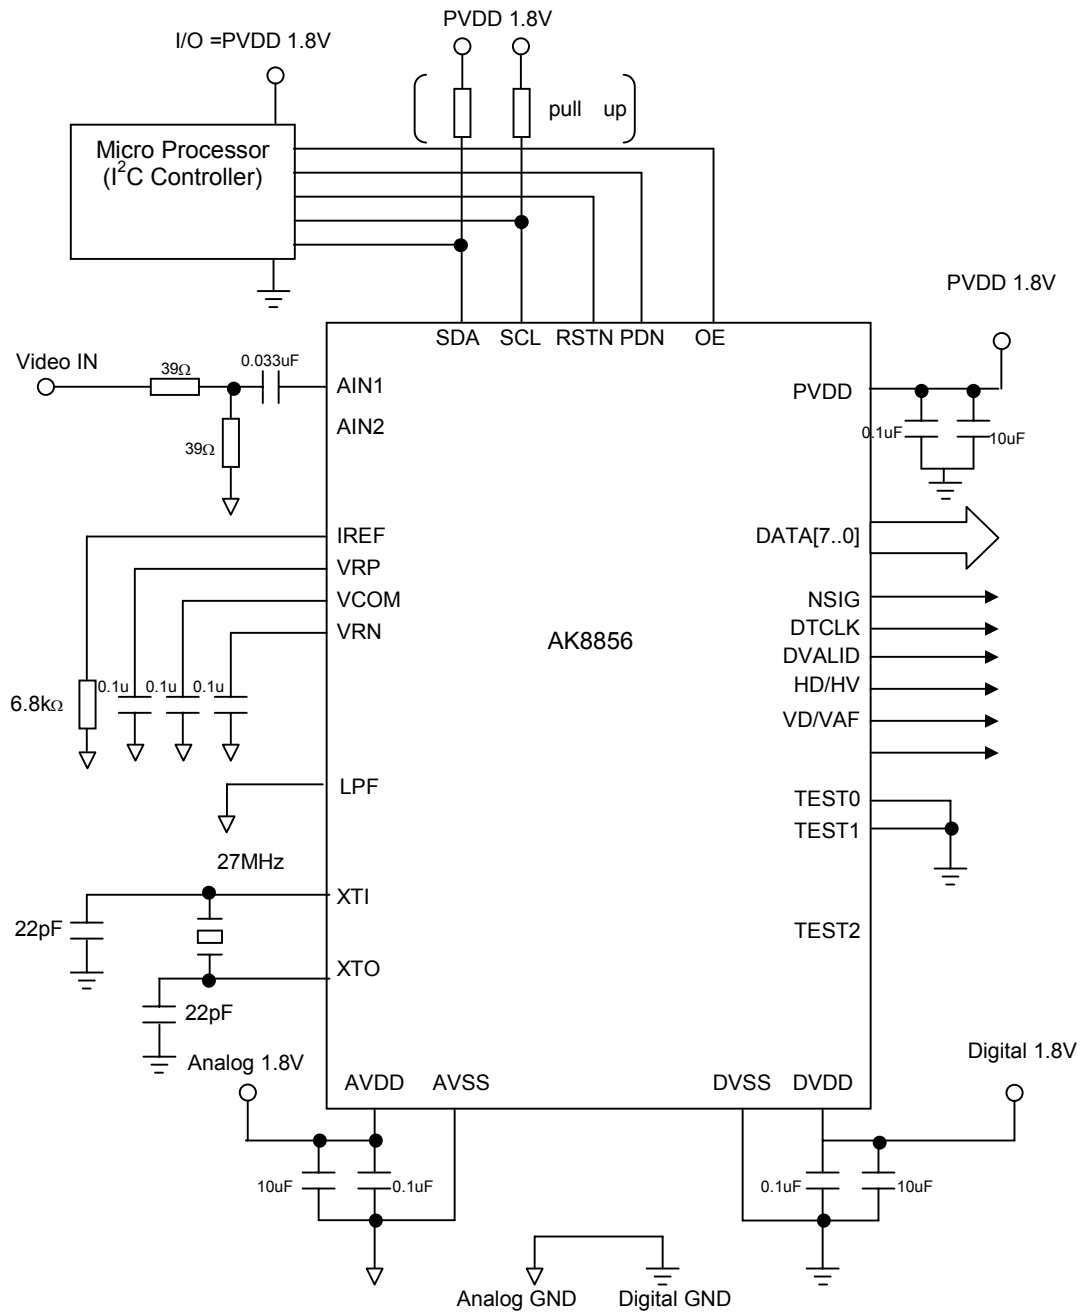 PVDD 1.8V
I/O =PVDD 1.8V
pull up
Micro Processor
(I²C Controller)
PVDD 1.8V
SDA SCL RSTN PDN OE
Video IN
39Ω
0.033uF
AIN1
PVDD
AIN2
39Ω
0.1uF
10uF
IREF
DATA[7..0]
VRP
VCOM
NSIG
VRN
DTCLK
AK8856
DVALID
0.1u 0.1u 0.1u
HD/HV
6.8kΩ
VD/VAF
LPF
TEST0
TEST1
27MHz
XTI
22pF
TEST2
XTO
22pF
Analog 1.8V
Digital 1.8V
AVDD AVSS DVSS DVDD
10uF
0.1uF
0.1uF
10uF
Analog GND Digital GND